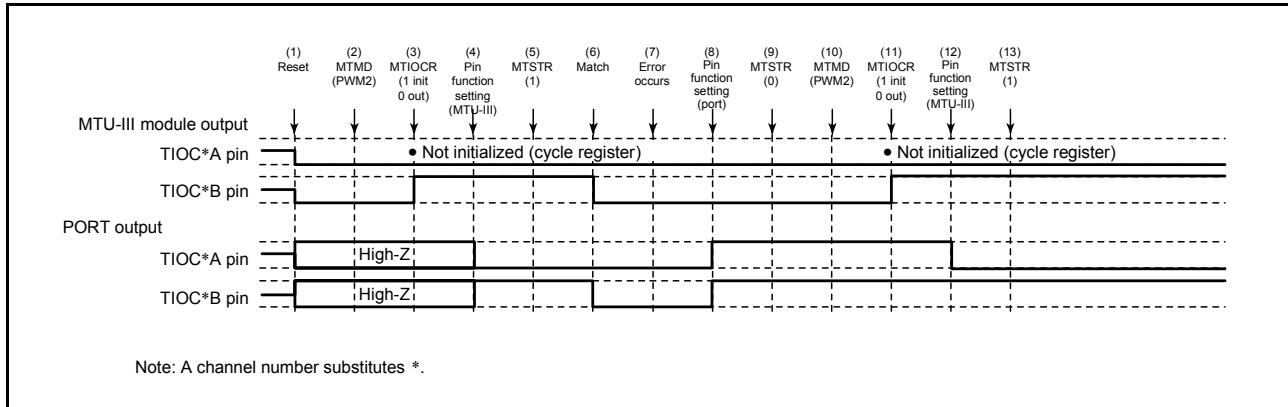 (1)
Reset
(2)
MTMD
(PWM2)
(3)
MTIOCR
(1 init
0 out)
(4)
Pin
function
setting
(MTU-III)
(5)
MTSTR
(1)
(6)
Match
(7)
Error
occurs
(8)
Pin
function
setting
(port)
(9)
MTSTR
(0)
(10)
MTMD
(PWM2)
(11)
MTIOCR
(1 init
0 out)
(12)
Pin
function
setting
(MTU-III)
(13)
MTSTR
(1)
MTU-III module output
TIOC*A pin
• Not initialized (cycle register)
• Not initialized (cycle register)
TIOC*B pin
PORT output
TIOC*A pin
High-Z
TIOC*B pin
High-Z
Note: A channel number substitutes *.